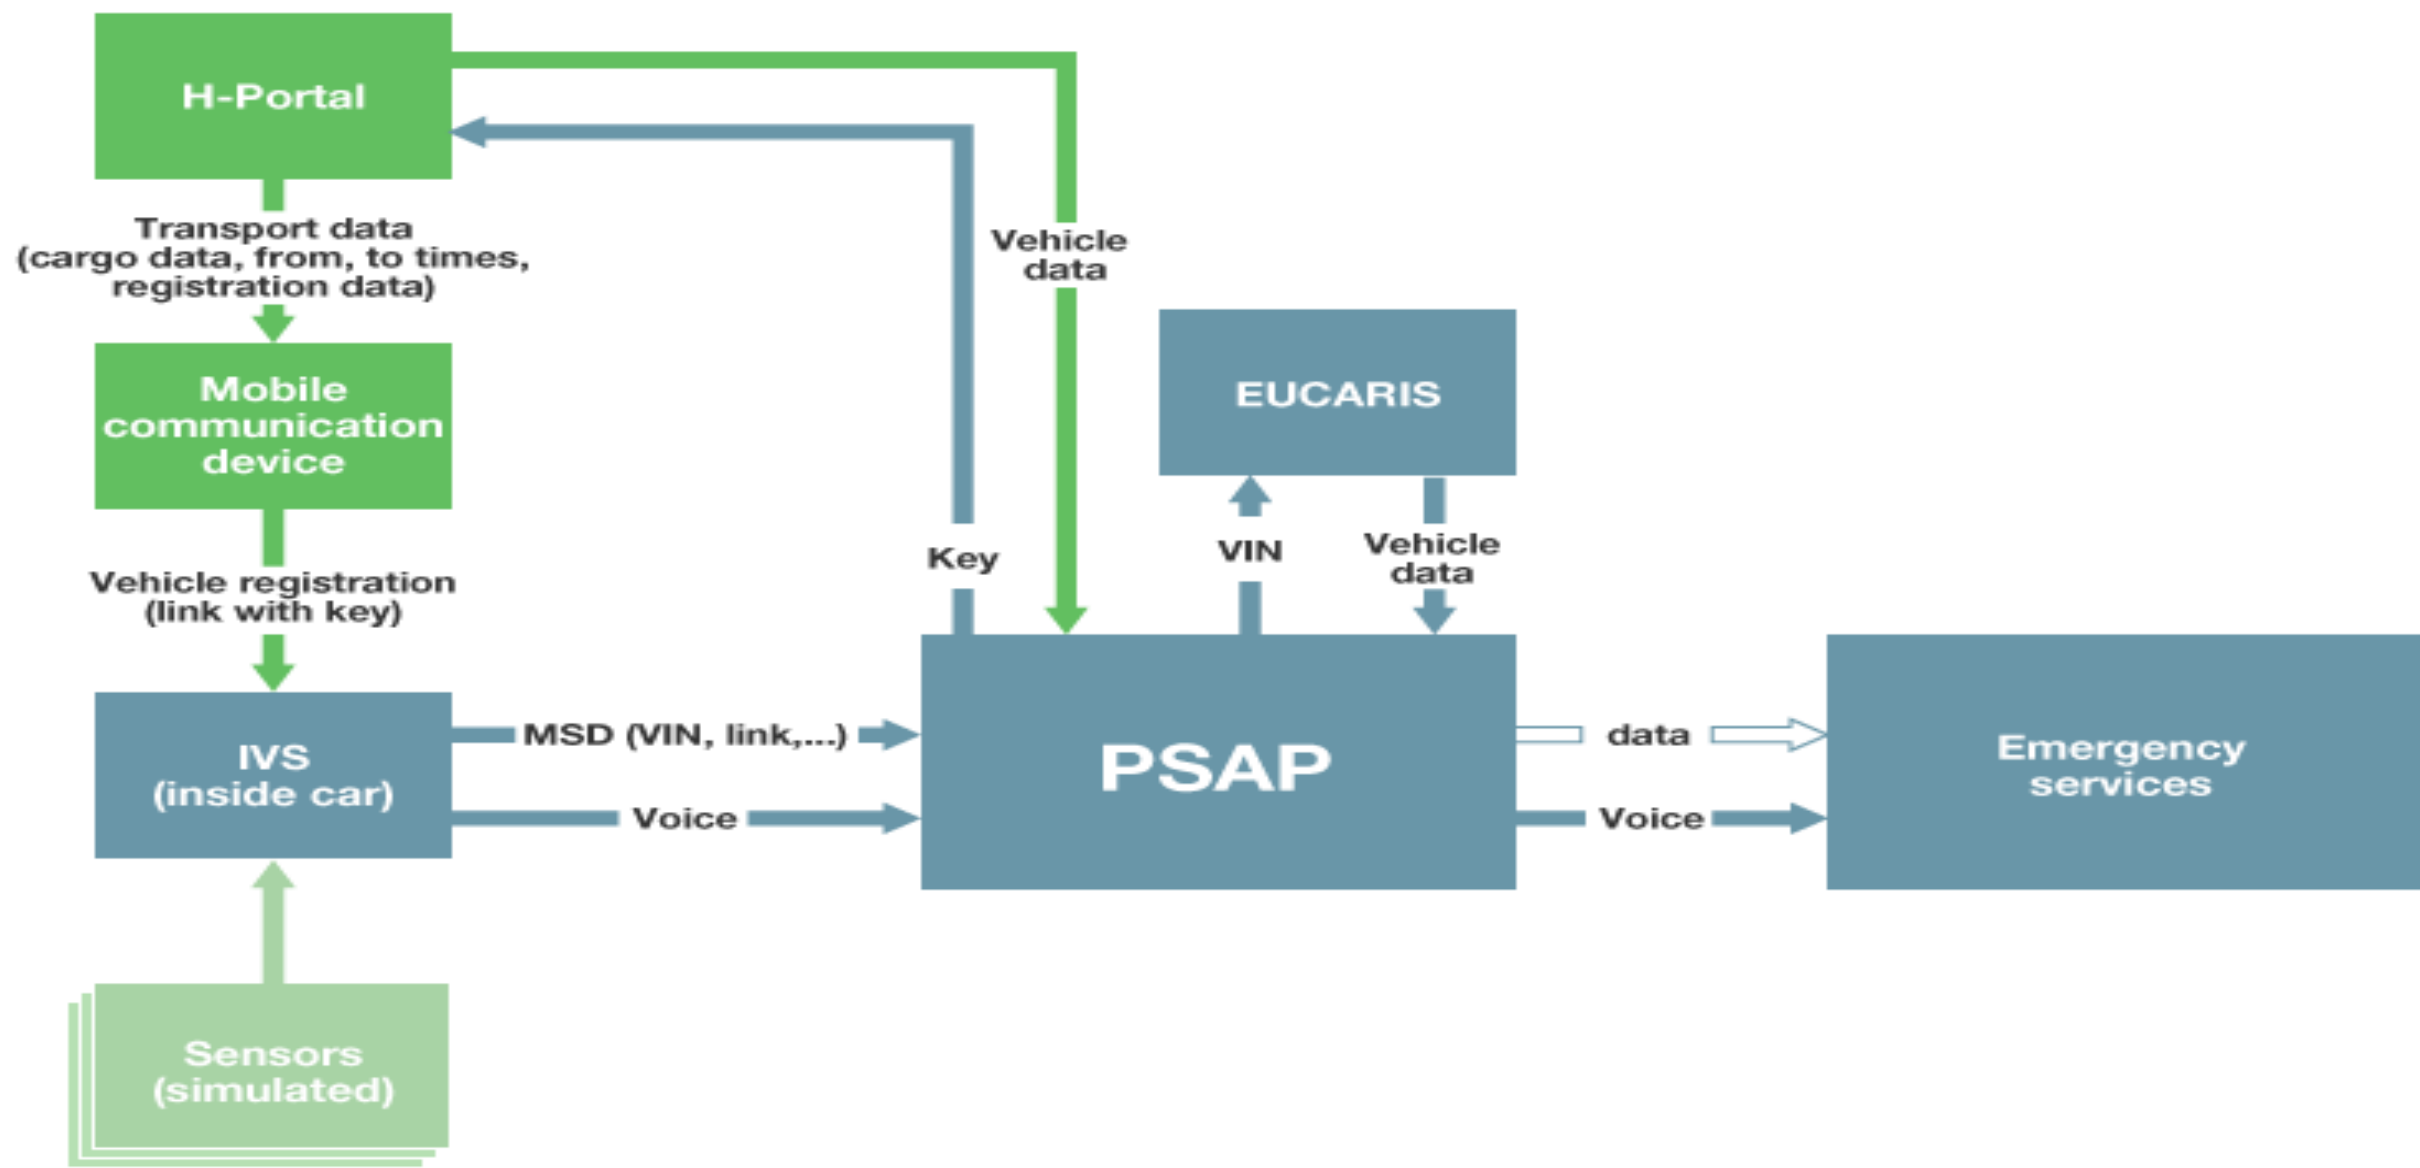 H-Portal
Transport data
(cargo data, from, to times,
registration data)
Vehicle
data
Mobile
communication
device
EUCARIS
Key
VIN
Vehicle
data
Vehicle registration
(link with key)
IVS
(inside car)
MSD (VIN, link,...)
Voice
PSAP
data
Voice
Emergency
services
Sensors
(simulated)